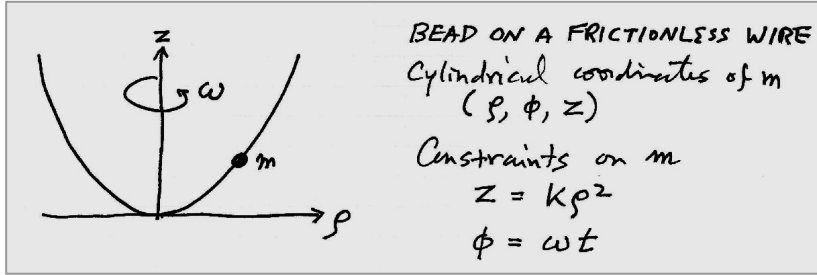 z
ω
m
ρ
BEAD ON A FRICTIONLESS WIRE
Cylindrical coordinates of m
(ρ, φ, z)
Constraints on m
z = kρ²
φ = ωt